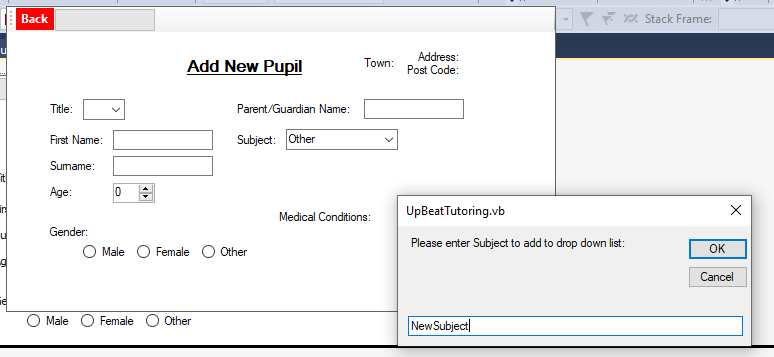 Back
Stack Frame:
Add New Pupil
Town:
Address:
Post Code:
Title:
Parent/Guardian Name:
First Name:
Subject:
Other
Surname:
Age:
0
Medical Conditions:
Gender:
Male
Female
Other
UpBeatTutoring.vb
Please enter Subject to add to drop down list:
OK
Cancel
NewSubject
Male
Female
Other